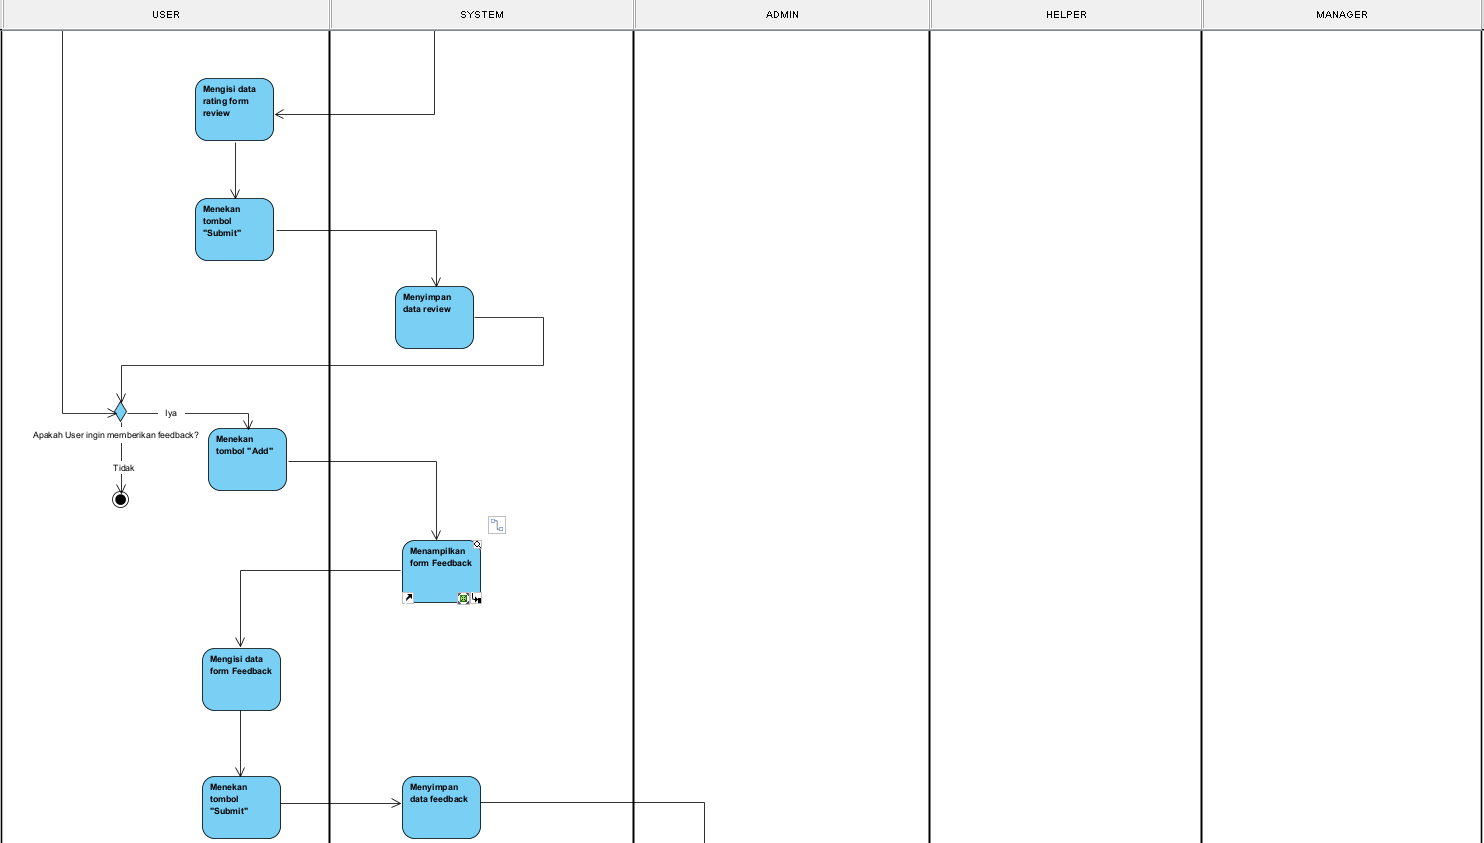 USER
SYSTEM
ADMIN
HELPER
MANAGER
Mengisi data
rating form
review
Menekan
tombol
"Submit"
Menyimpan
data review
Iya
Apakah User ingin memberikan feedback?
Menekan
tombol "Add"
Tidak
Menampilkan
form Feedback
Mengisi data
form Feedback
Menekan
tombol
"Submit"
Menyimpan
data feedback